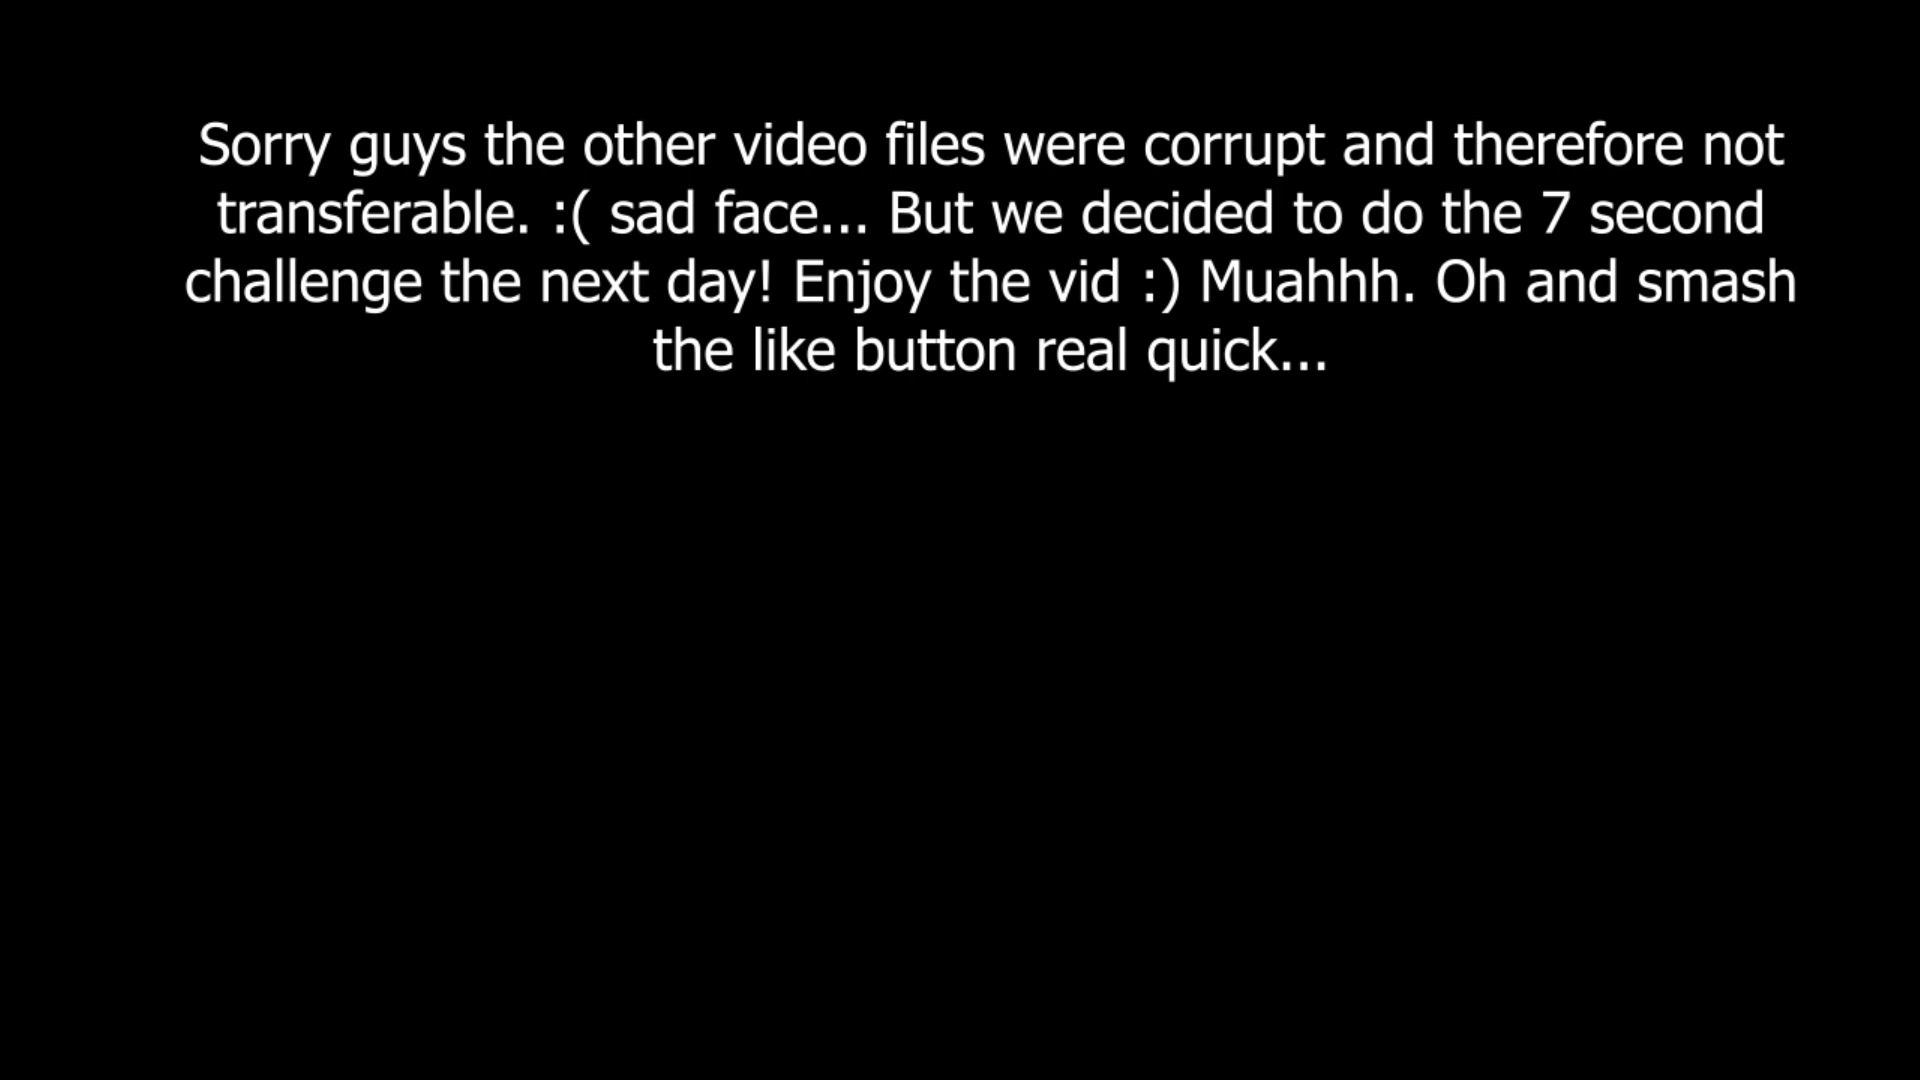 Sorry guys the other video files were corrupt and therefore not
transferable. :( sad face... But we decided to do the 7 second
challenge the next day! Enjoy the vid :) Muahhh. Oh and smash
the like button real quick...